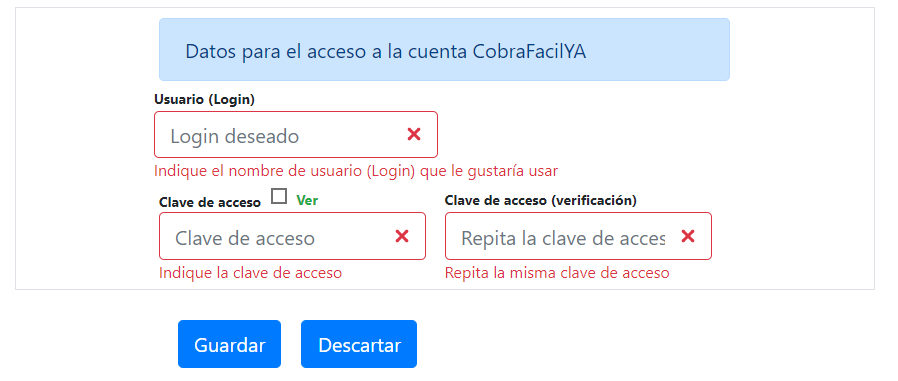 Datos para el acceso a la cuenta CobraFacilYA
Usuario (Login)
Login deseado
Indique el nombre de usuario (Login) que le gustaría usar
Clave de acceso Ver Clave de acceso (verificación)
Clave de acceso Repita la clave de acces
Indique la clave de acceso Repita la misma clave de acceso
Guardar Descartar